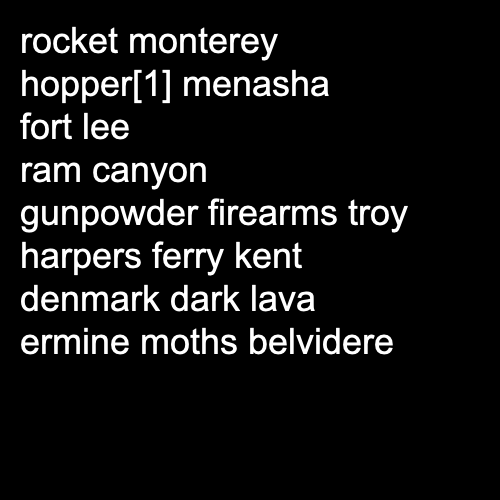 rocket monterey
hopper[1] menasha
fort lee
ram canyon
gunpowder firearms troy
harpers ferry kent
denmark dark lava
ermine moths belvidere